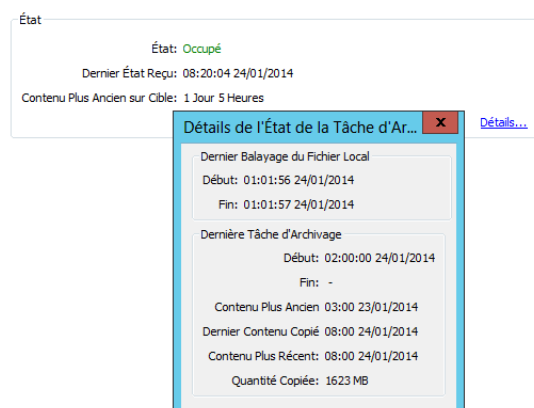 État
État: Occupé
Dernier État Reçu: 08:20:04 24/01/2014
Contenu Plus Ancien sur Cible: 1 Jour 5 Heures
Détails...
Détails de l'État de la Tâche d'Ar... x
Dernier Balayage du Fichier Local
Début: 01:01:56 24/01/2014
Fin: 01:01:57 24/01/2014
Dernière Tâche d'Archivage
Début: 02:00:00 24/01/2014
Fin: -
Contenu Plus Ancien 03:00 23/01/2014
Dernier Contenu Copié 08:00 24/01/2014
Contenu Plus Récent: 08:00 24/01/2014
Quantité Copiée: 1623 MB